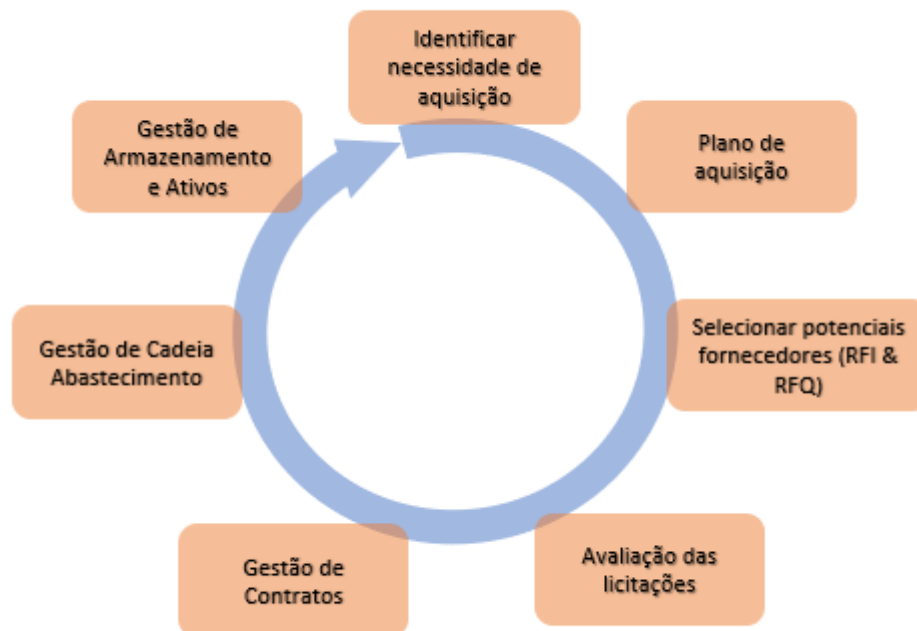 Identificar
necessidade de
aquisição
Plano de
aquisição
Selecionar potenciais
fornecedores (RFI &
RFQ)
Avaliação das
licitações
Gestão de
Contratos
Gestão de Cadeia
Abastecimento
Gestão de
Armazenamento
e Ativos